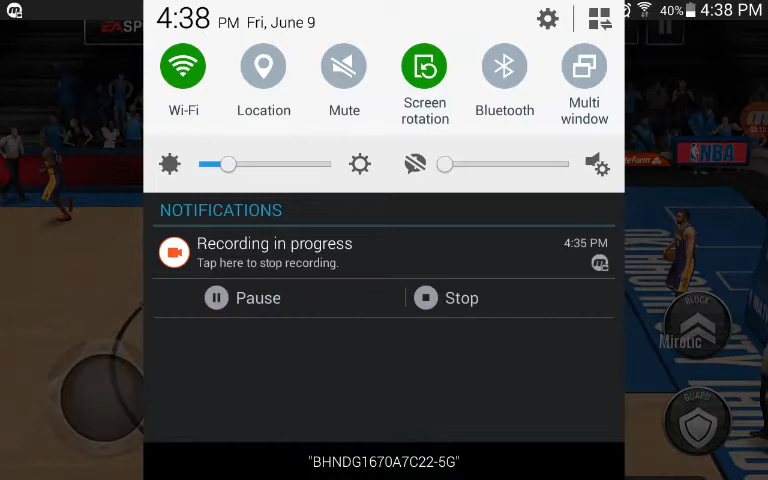 4:38 PM Fri, June 9
40% 4:38 PM
EA SP
Wi-Fi
Location
Mute
Screen rotation
Bluetooth
Multi window
NBA
NOTIFICATIONS
Recording in progress
4:35 PM
Tap here to stop recording.
Pause
Stop
BLOCK
Mirotic
GUARD
"BHNDG1670A7C22-5G"